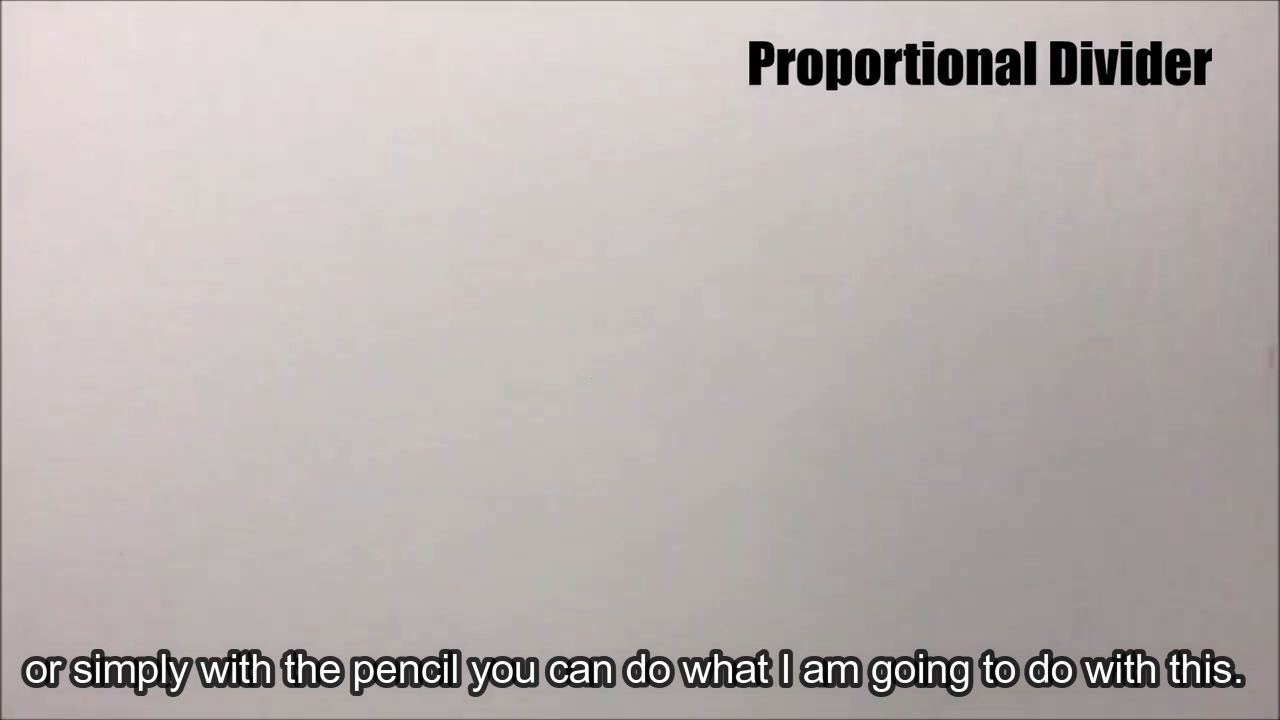 Proportional Divider
or simply with the pencil you can do what I am going to do with this.